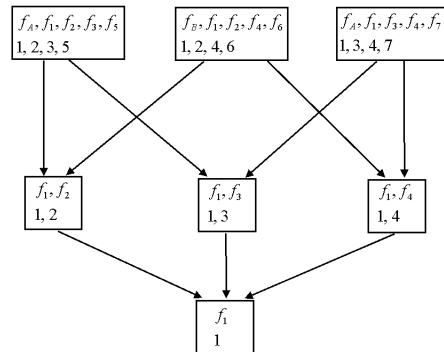 f_A, f_1, f_2, f_3, f_5
1, 2, 3, 5
f_B, f_1, f_2, f_4, f_6
1, 2, 4, 6
f_A, f_1, f_3, f_4, f_7
1, 3, 4, 7
f_1, f_2
1, 2
f_1, f_3
1, 3
f_1, f_4
1, 4
f_1
1